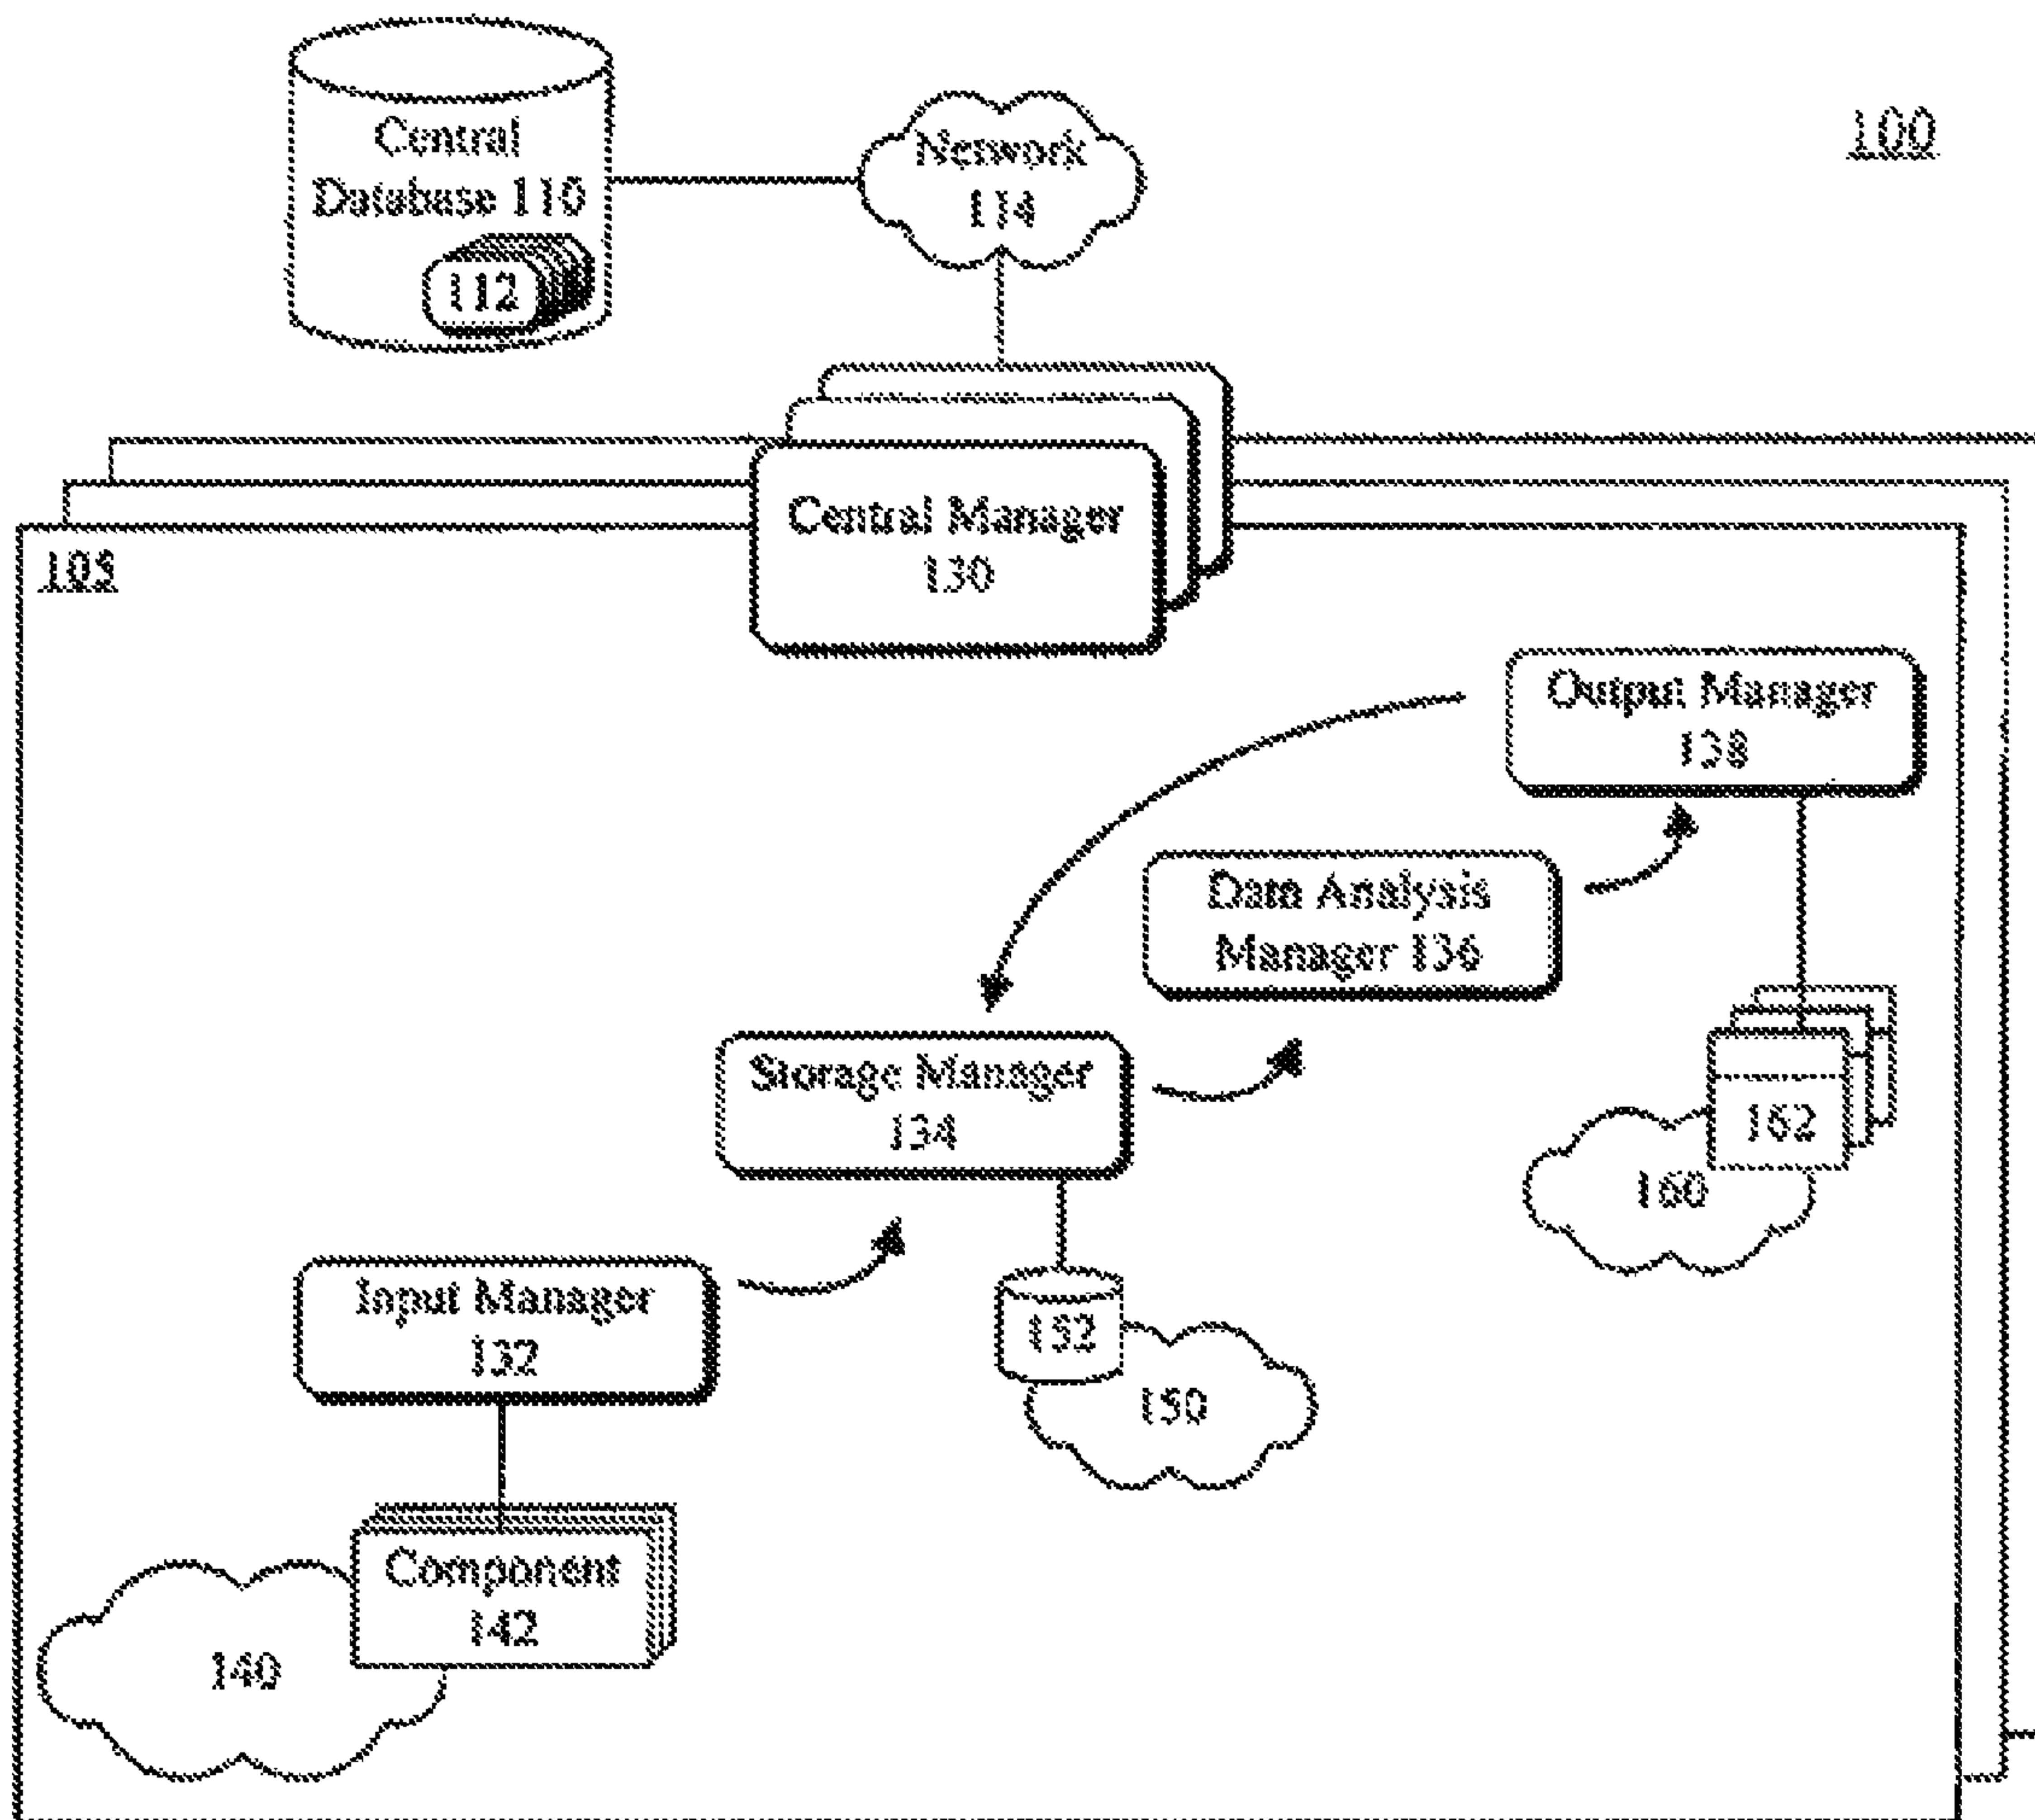 Central
Database 110
112
Network
114
100
Central Manager
130
105
Output Manager
138
Data Analysis
Manager 136
Storage Manager
134
162
160
Input Manager
132
152
150
Component
142
140